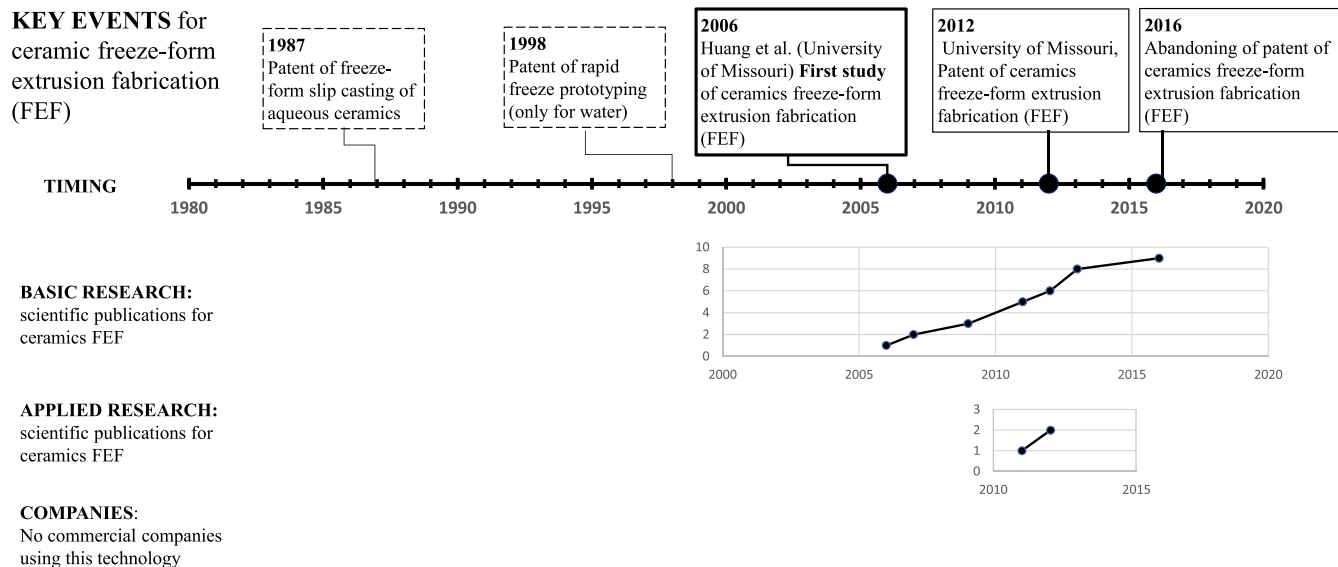 KEY EVENTS for
ceramic freeze-form
extrusion fabrication
(FEF)
1987
Patent of freeze-
form slip casting of
aqueous ceramics
1998
Patent of rapid
freeze prototyping
(only for water)
2006
Huang et al. (University
of Missouri) First study
of ceramics freeze-form
extrusion fabrication
(FEF)
2012
University of Missouri,
Patent of ceramics
freeze-form extrusion
fabrication (FEF)
2016
Abandoning of patent of
ceramics freeze-form
extrusion fabrication
(FEF)
TIMING
1980 1985 1990 1995 2000 2005 2010 2015 2020
BASIC RESEARCH:
scientific publications for
ceramics FEF
10
8
6
4
2
0
2000 2005 2010 2015 2020
APPLIED RESEARCH:
scientific publications for
ceramics FEF
3
2
1
0
2010 2015
COMPANIES:
No commercial companies
using this technology